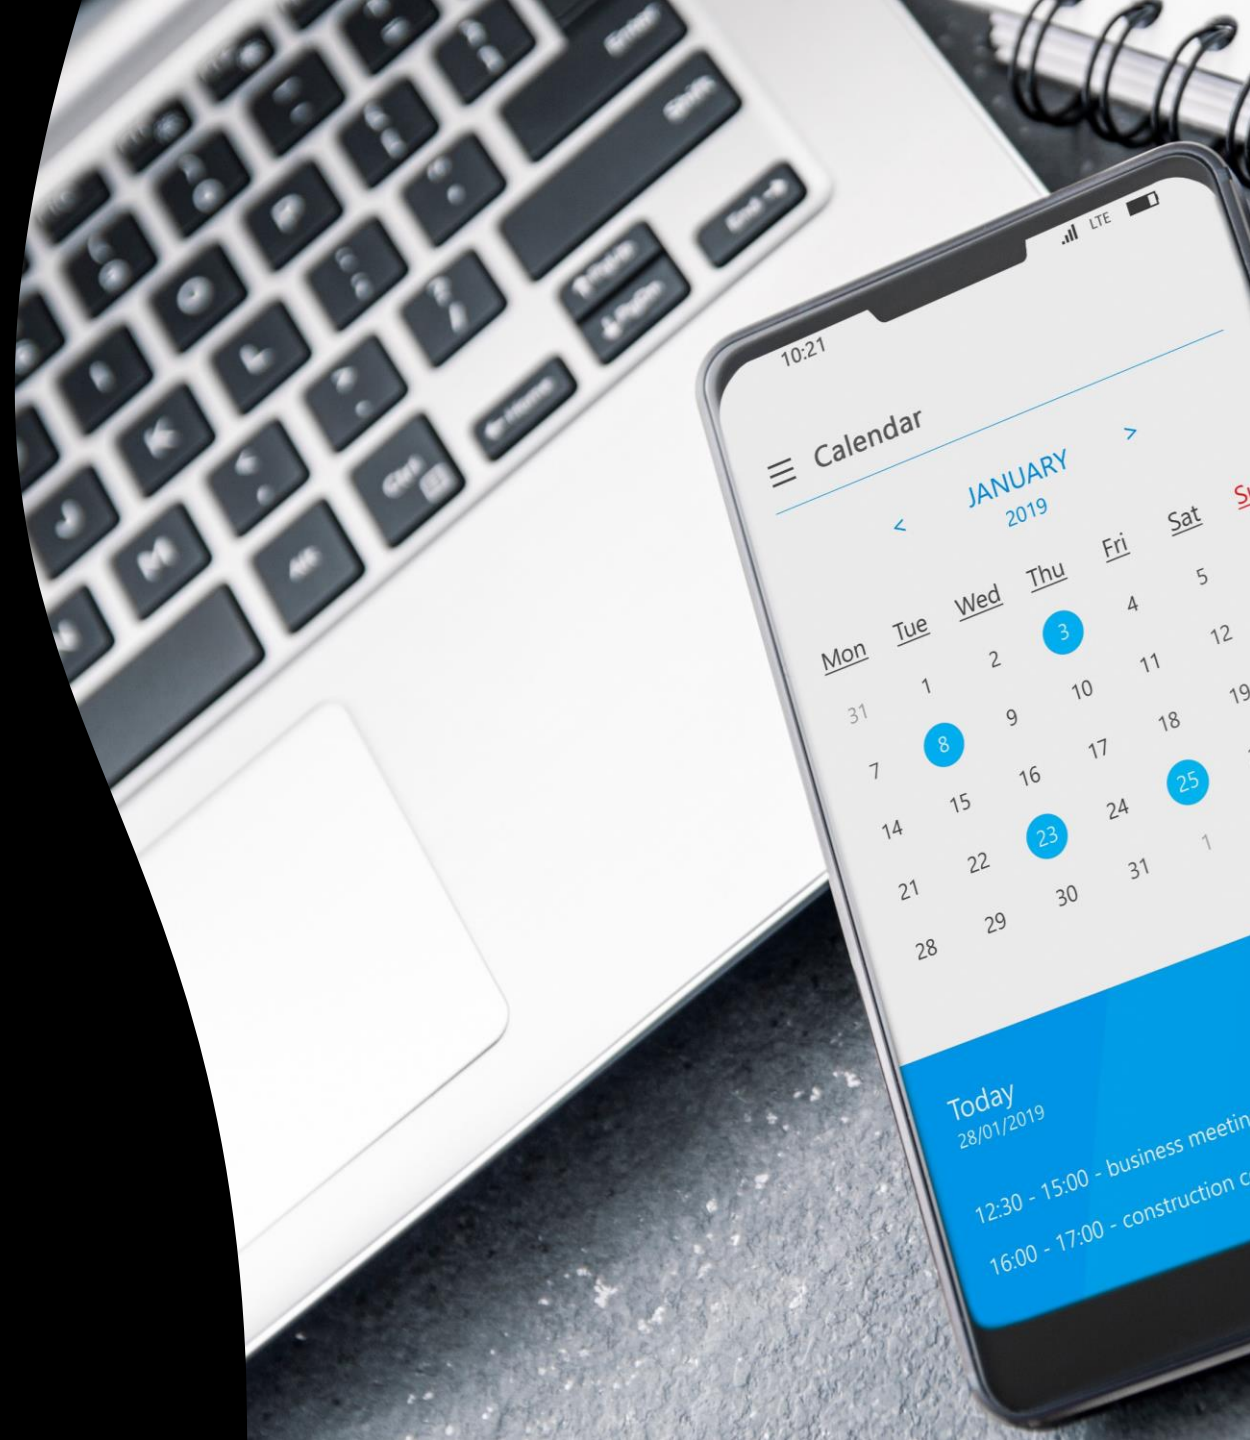 Enter
Shift
End
Home
Ctrl
Alt
P
O
L
K
J
M
N
LTE
10:21
Calendar
< JANUARY >
2019
Mon Tue Wed Thu Fri Sat
31 1 2 3 4 5
7 8 9 10 11 12
14 15 16 17 18 19
21 22 23 24 25
28 29 30 31 1
Today
28/01/2019
12:30 - 15:00 - business meetin
16:00 - 17:00 - construction c